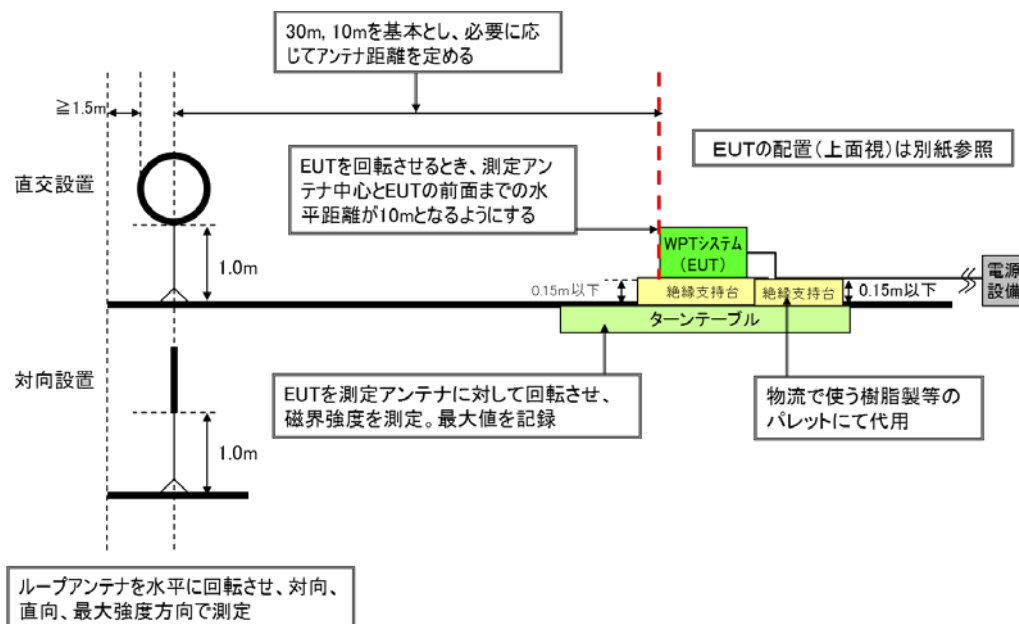 30m, 10mを基本とし、必要に応
じてアンテナ距離を定める
≧1.5m
EUTの配置（上面視）は別紙参照
EUTを回転させるとき、測定アン
テナ中心とEUTの前面までの水
平距離が10mとなるようにする
直交設置
WPTシステム
（EUT）
1.0m
電源
設備
0.15m以下
絶縁支持台
絶縁支持台
0.15m以下
ターンテーブル
対向設置
EUTを測定アンテナに対して回転させ、
磁界強度を測定。最大値を記録
物流で使う樹脂製等の
パレットにて代用
1.0m
ループアンテナを水平に回転させ、対向、
直向、最大強度方向で測定